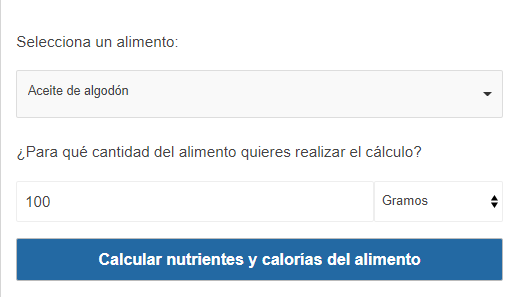 Selecciona un alimento:
Aceite de algodón
¿Para qué cantidad del alimento quieres realizar el cálculo?
100 Gramos
Calcular nutrientes y calorías del alimento